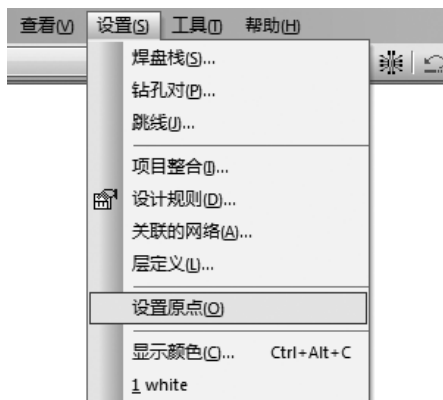 查看(V) 设置(S) 工具(T) 帮助(H)
焊盘栈(S)...
钻孔对(P)...
跳线(J)...
项目整合(I)...
设计规则(D)...
关联的网络(A)...
层定义(L)...
设置原点(O)
显示颜色(C)... Ctrl+Alt+C
1 white